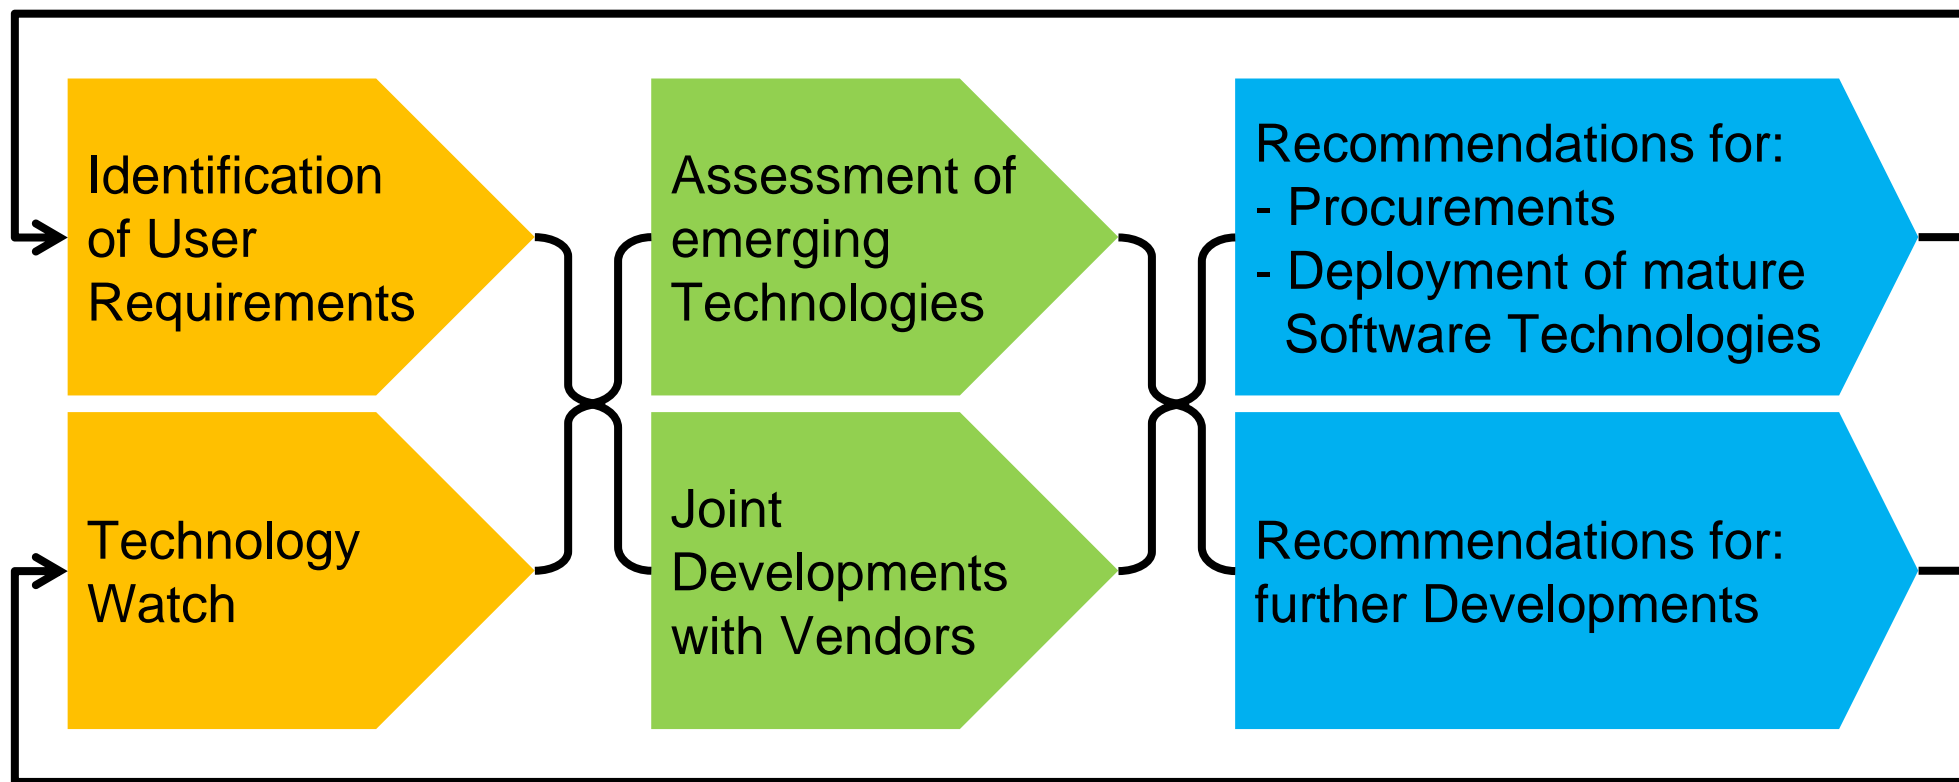 Identification
of User
Requirements
Technology
Watch
Assessment of
emerging
Technologies
Joint
Developments
with Vendors
Recommendations for:
- Procurements
- Deployment of mature
Software Technologies
Recommendations for:
further Developments